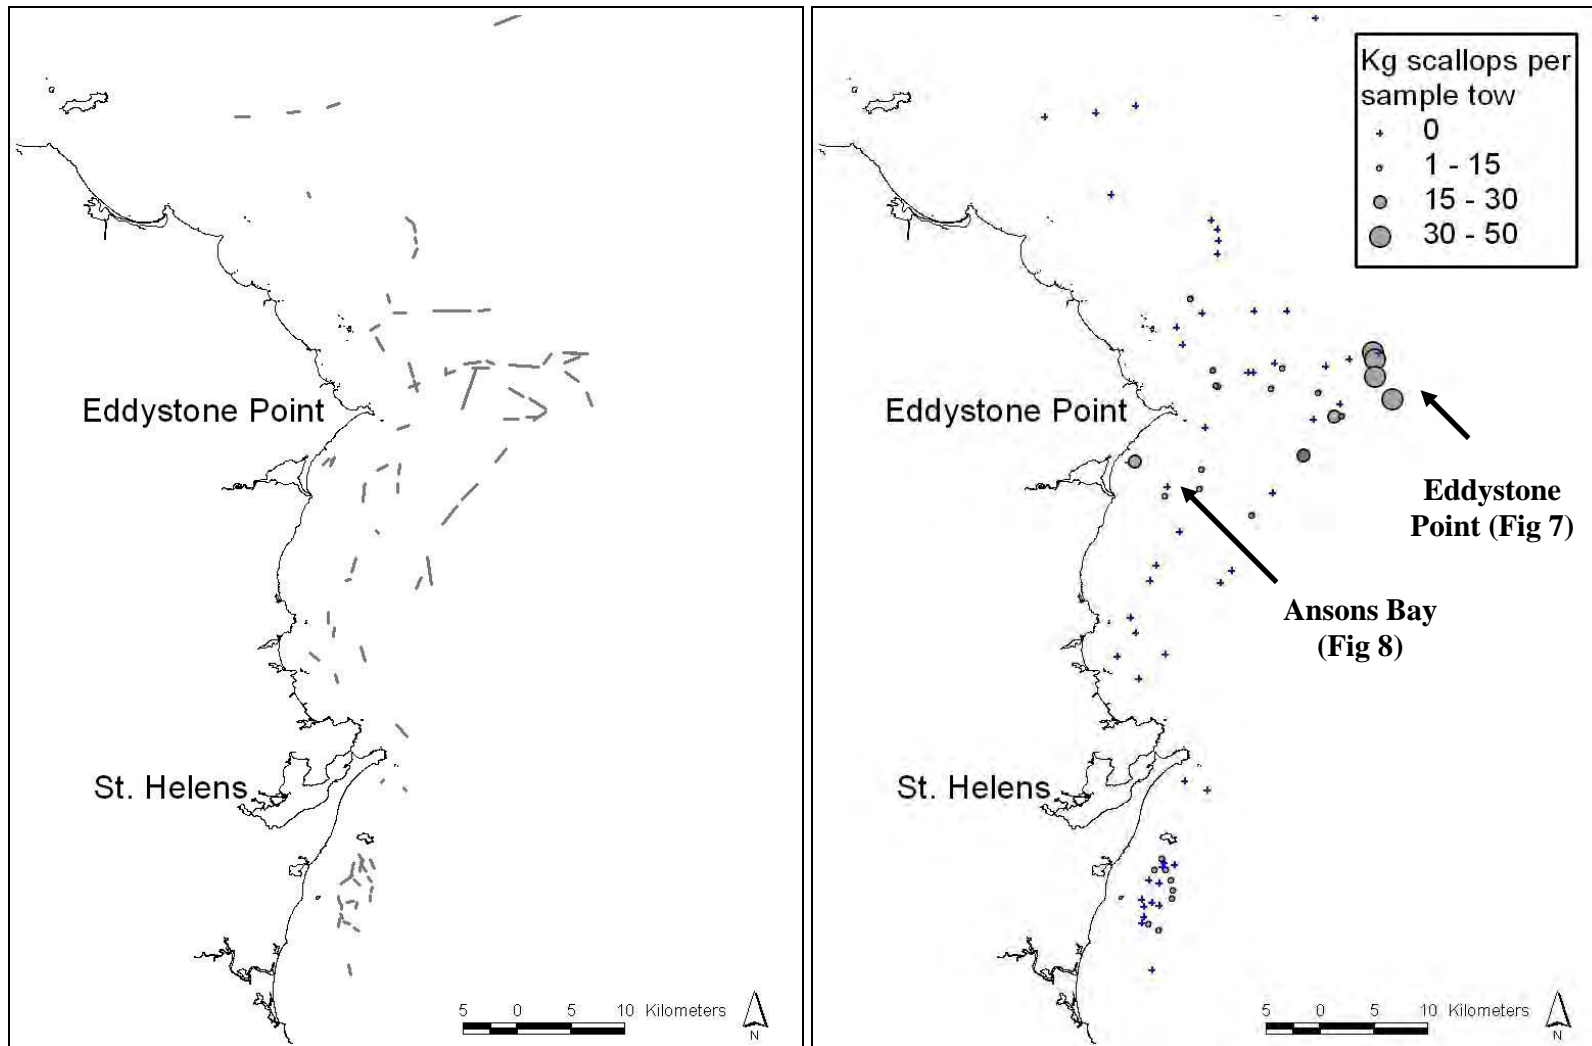 Eddystone Point
St. Helens
5 0 5 10 Kilometers
N
Kg scallops per
sample tow
0
1 - 15
15 - 30
30 - 50
Eddystone Point
Eddystone
Point (Fig 7)
Ansons Bay
(Fig 8)
St. Helens
5 0 5 10 Kilometers
N